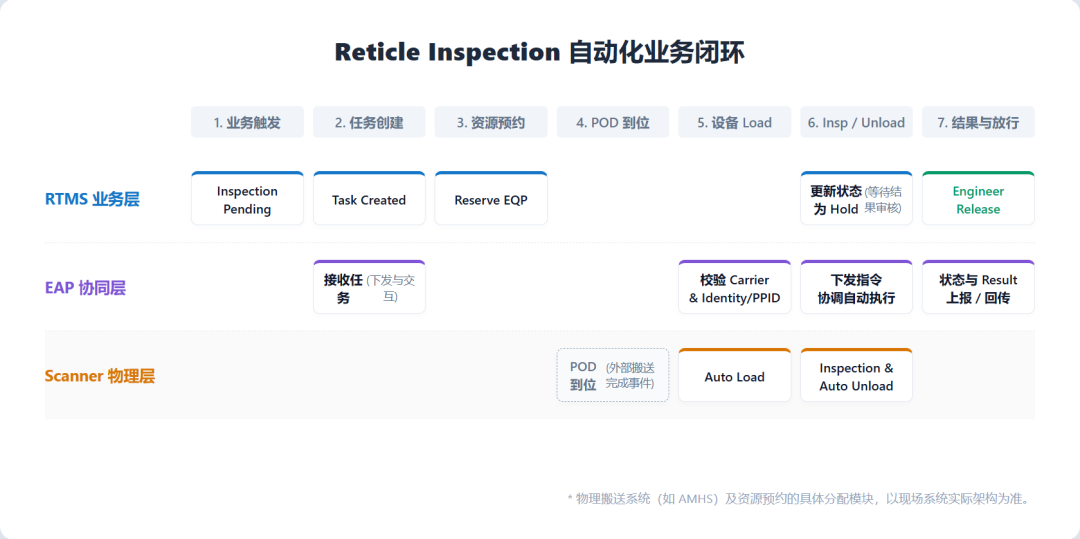 Reticle Inspection 自动化业务闭环
1. 业务触发
2. 任务创建
3. 资源预约
4. POD 到位
5. 设备 Load
6. Insp / Unload
7. 结果与放行
RTMS 业务层
Inspection
Pending
Task Created
Reserve EQP
更新状态
为 Hold
(等待结
果审核)
Engineer
Release
EAP 协同层
接收任
务
(下发与交
互)
校验 Carrier
& Identity/PPID
下发指令
协调自动执行
状态与 Result
上报 / 回传
Scanner 物理层
POD
到位
(外部搬送
完成事件)
Auto Load
Inspection &
Auto Unload
* 物理搬送系统（如 AMHS）及资源预约的具体分配模块，以现场系统实际架构为准。